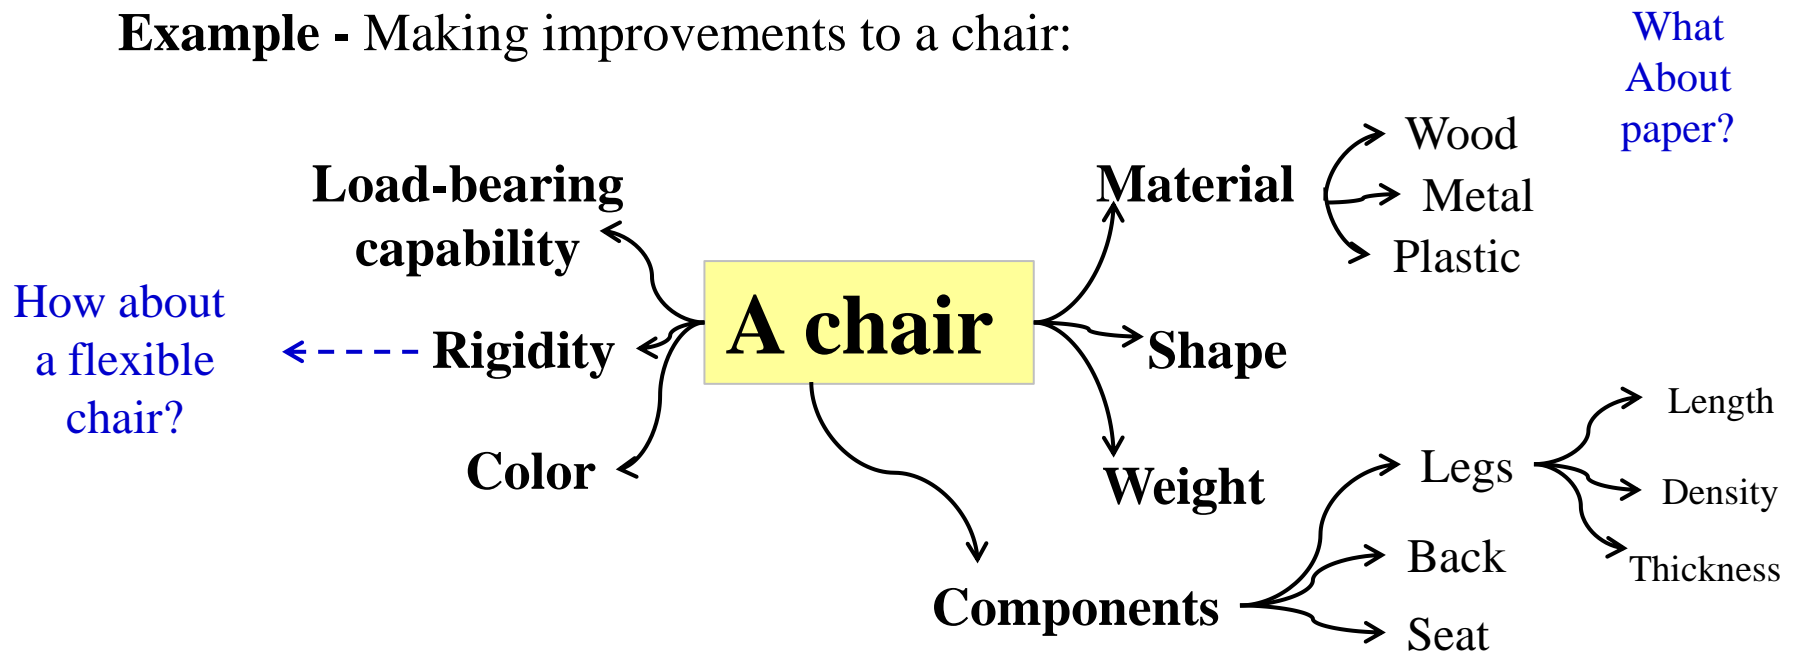 Example - Making improvements to a chair:
What
About
paper?
Load-bearing
capability
Material
Wood
Metal
Plastic
How about
a flexible
chair?
Rigidity
A chair
Shape
Color
Weight
Legs
Length
Density
Thickness
Back
Components
Seat